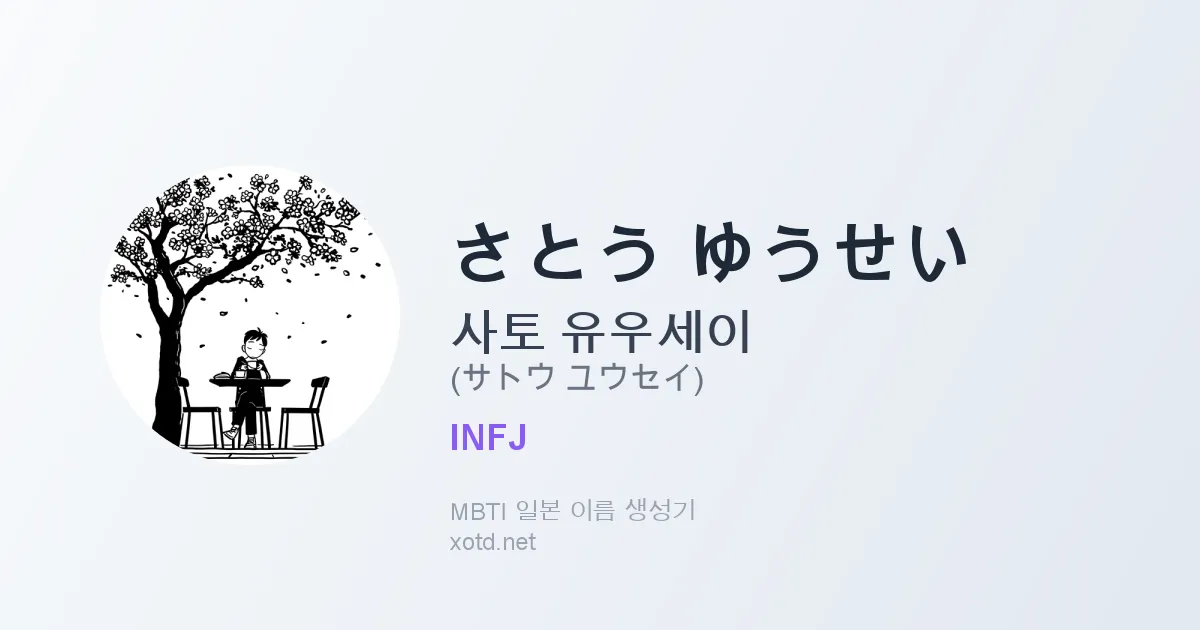 さとう ゆうせい
사토 유우세이
(サトウ ユウセイ)
INFJ
MBTI 일본 이름 생성기
xotd.net